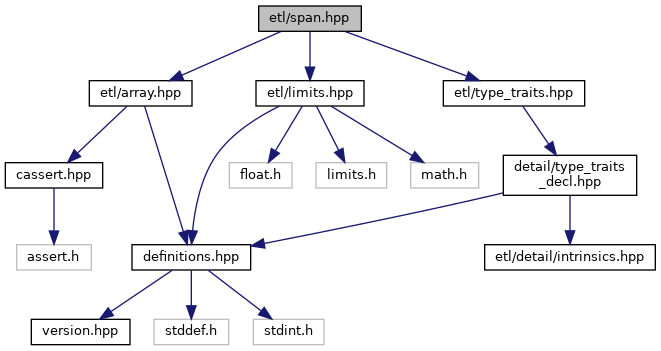 etl/span.hpp
etl/array.hpp
etl/limits.hpp
etl/type_traits.hpp
cassert.hpp
float.h
limits.h
math.h
detail/type_traits
_decl.hpp
assert.h
definitions.hpp
etl/detail/intrinsics.hpp
version.hpp
stddef.h
stdint.h